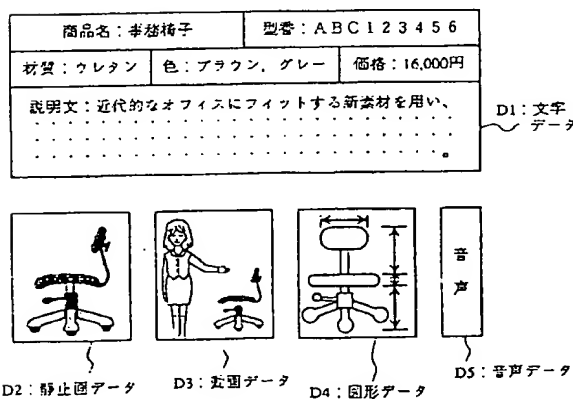 商品名：事務椅子
型番：ABC123456
材質：ウレタン
色：ブラウン，グレー
価格：16,000円
説明文：近代的なオフィスにフィットする新素材を用い、
D1：文字
データ
音
声
D2：静止画データ
D3：動画データ
D4：図形データ
D5：音声データ